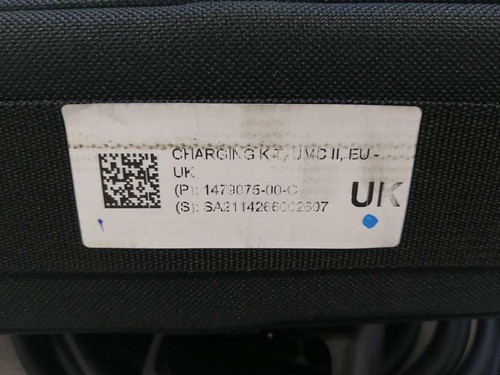 CHARGING KIT, UMC II, EU -
UK
(P): 1479075-00-C
(S): SA2114266002607
UK